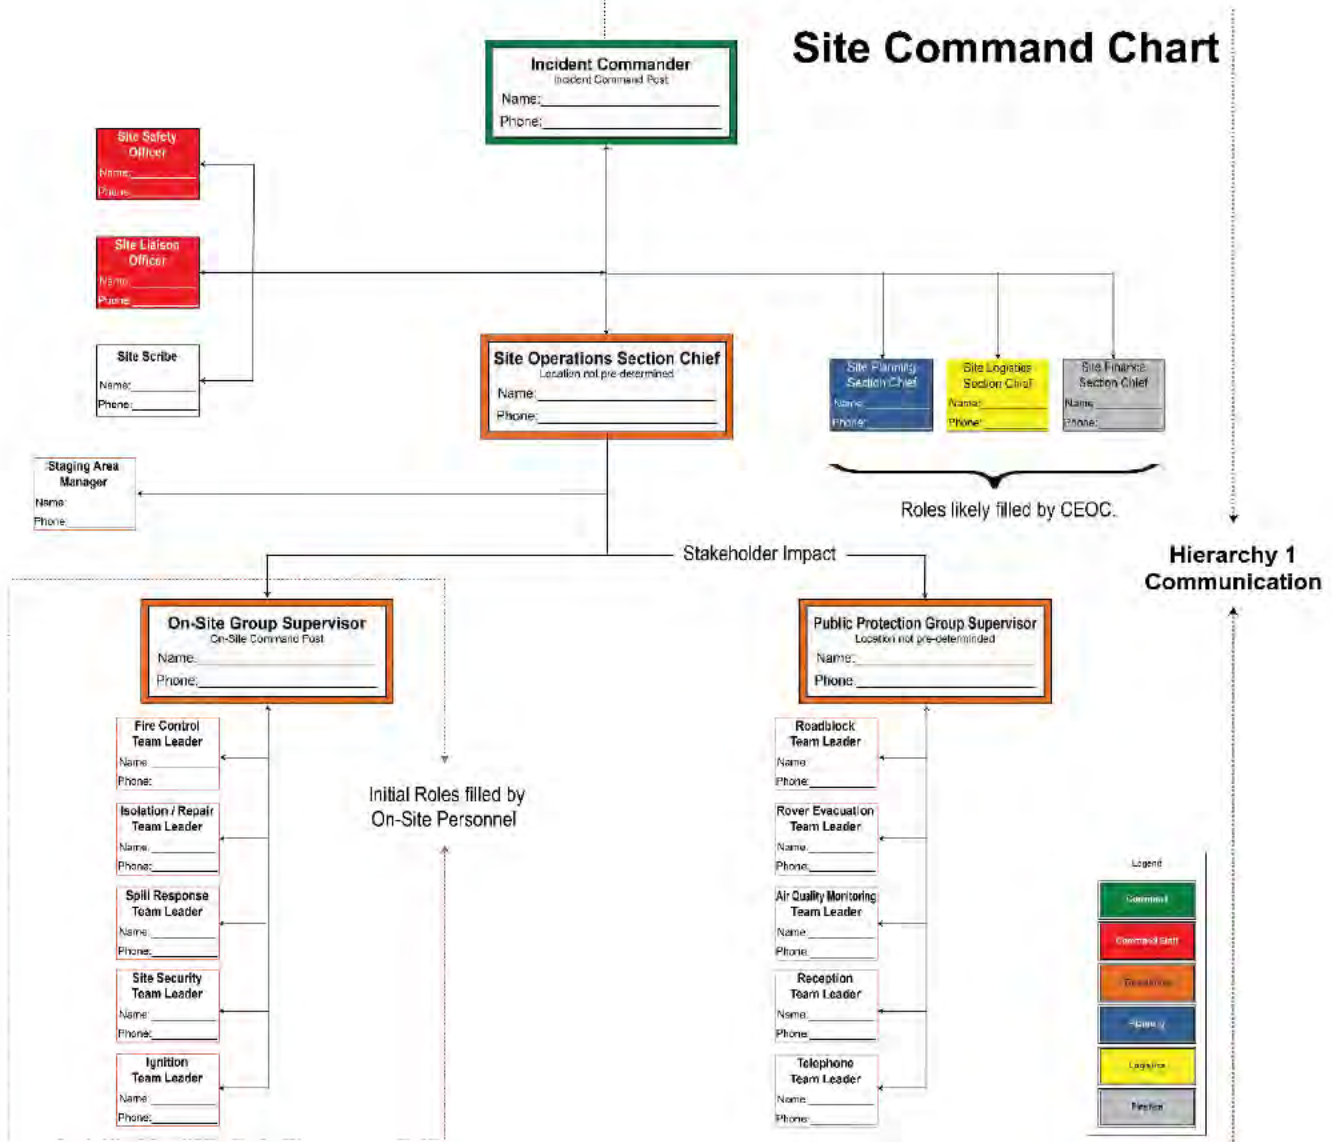 Site Command Chart
Incident Commander
Incident Command Post
Name:
Phone:
Site Safety
Officer
Name:
Phone:
Site Liaison
Officer
Name:
Phone:
Site Scribe
Name:
Phone:
Site Operations Section Chief
Location not pre-determined
Name:
Phone:
Site Planning
Section Chief
Name:
Phone:
Site Logistics
Section Chief
Name:
Phone:
Site Finance
Section Chief
Name:
Phone:
Roles likely filled by CEOC.
Staging Area
Manager
Name:
Phone:
Stakeholder Impact
Hierarchy 1
Communication
On-Site Group Supervisor
On-Site Command Post
Name:
Phone:
Public Protection Group Supervisor
Location not pre-determinded
Name:
Phone:
Fire Control
Team Leader
Name:
Phone:
Isolation / Repair
Team Leader
Name:
Phone:
Spill Response
Team Leader
Name:
Phone:
Site Security
Team Leader
Name:
Phone:
Ignition
Team Leader
Name:
Phone:
Initial Roles filled by
On-Site Personnel
Roadblock
Team Leader
Name:
Phone:
Rover Evacuation
Team Leader
Name:
Phone:
Air Quality Monitoring
Team Leader
Name:
Phone:
Reception
Team Leader
Name:
Phone:
Telephone
Team Leader
Name:
Phone:
Legend
Command
Command Staff
Operations
Planning
Logistics
Finance